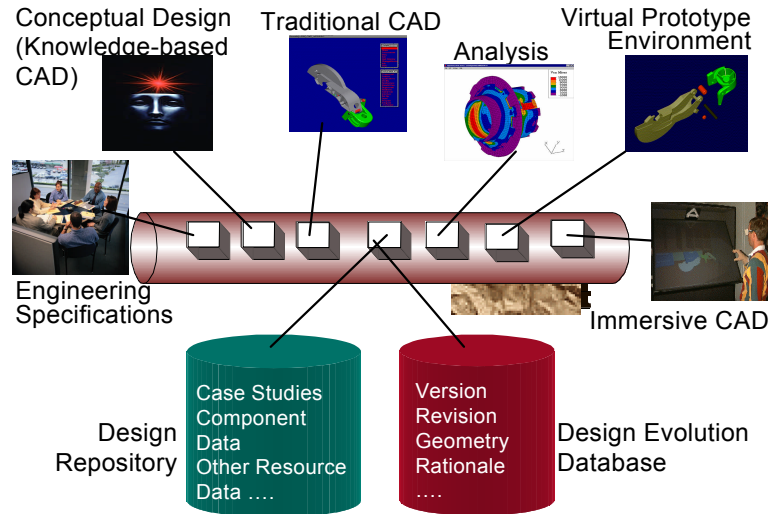 Conceptual Design
(Knowledge-based
CAD)
Traditional CAD
Analysis
Virtual Prototype
Environment
Engineering
Specifications
Immersive CAD
Design
Repository
Case Studies
Component
Data
Other Resource
Data ....
Version
Revision
Geometry
Rationale
....
Design Evolution
Database